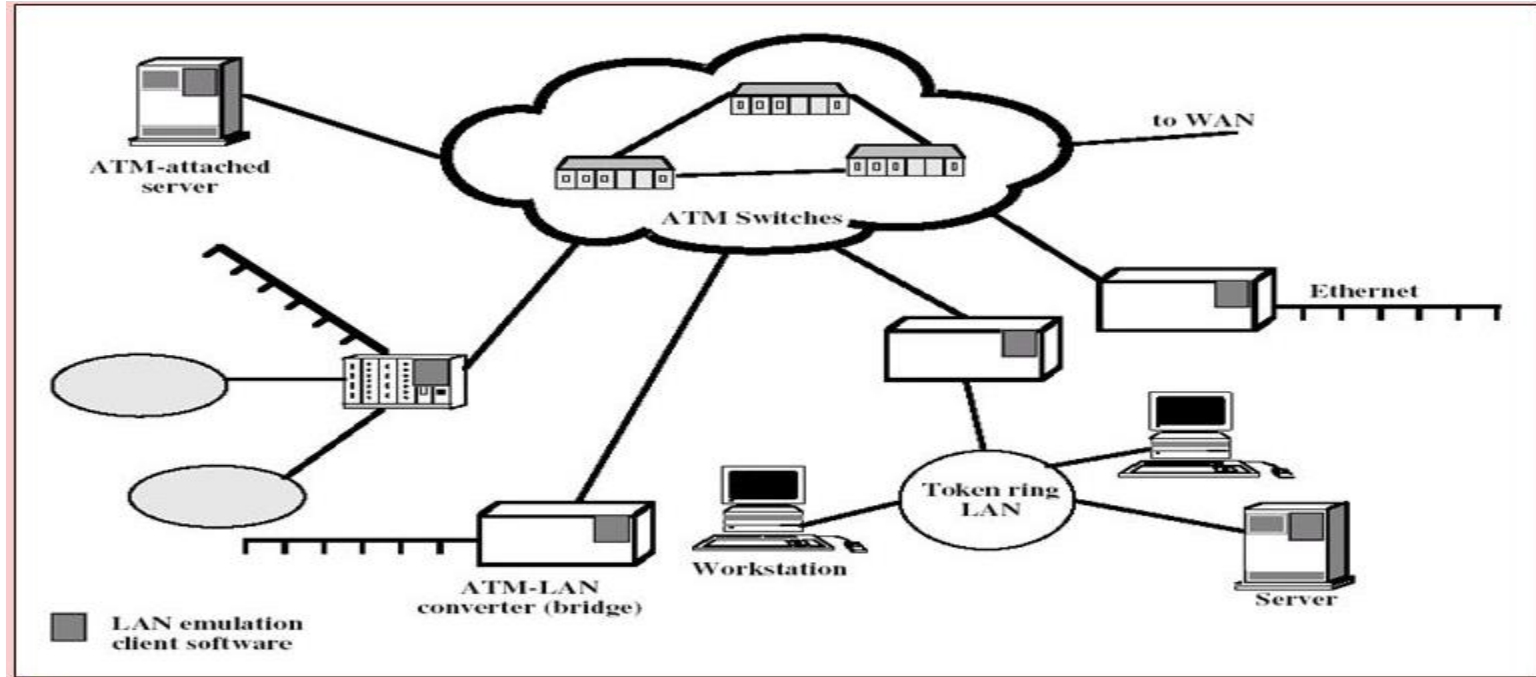 ATM-attached
server
to WAN
ATM Switches
Ethernet
Token ring
LAN
Workstation
Server
ATM-LAN
converter (bridge)
LAN emulation
client software